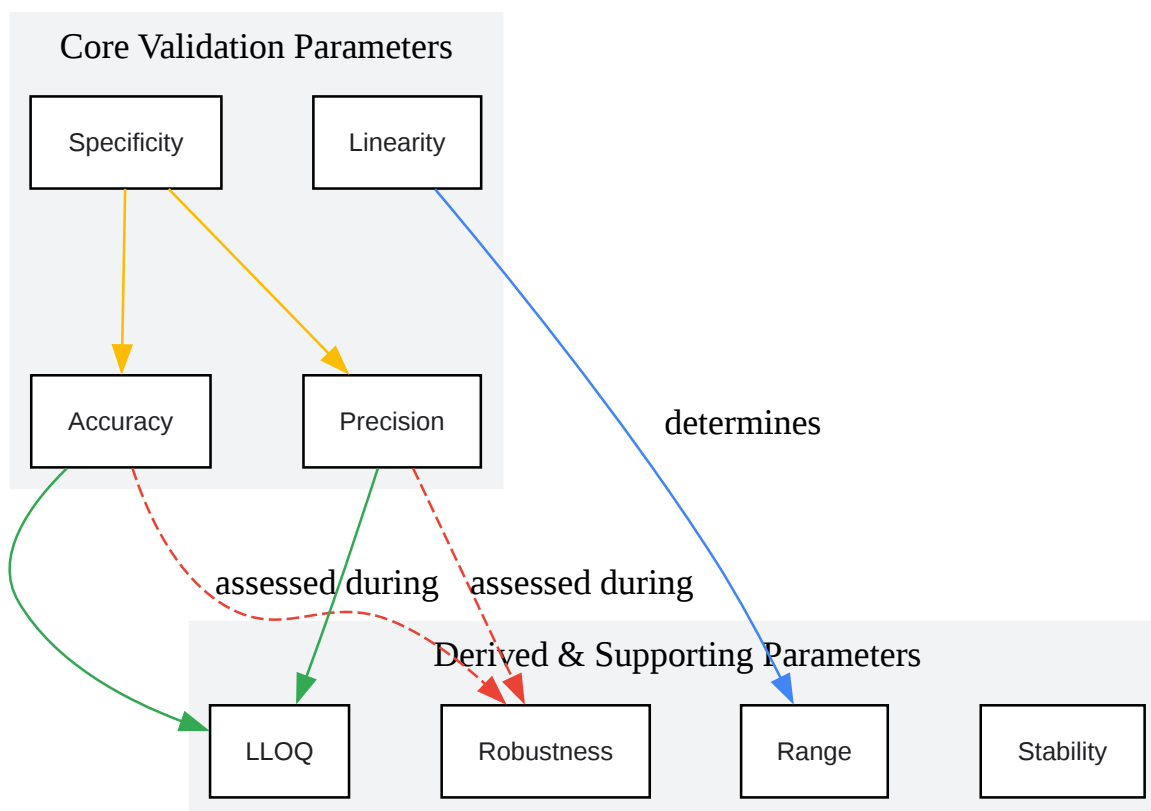 Core Validation Parameters
Specificity
Linearity
Accuracy
Precision
determines
assessed during
assessed during
Derived & Supporting Parameters
LLOQ
Robustness
Range
Stability